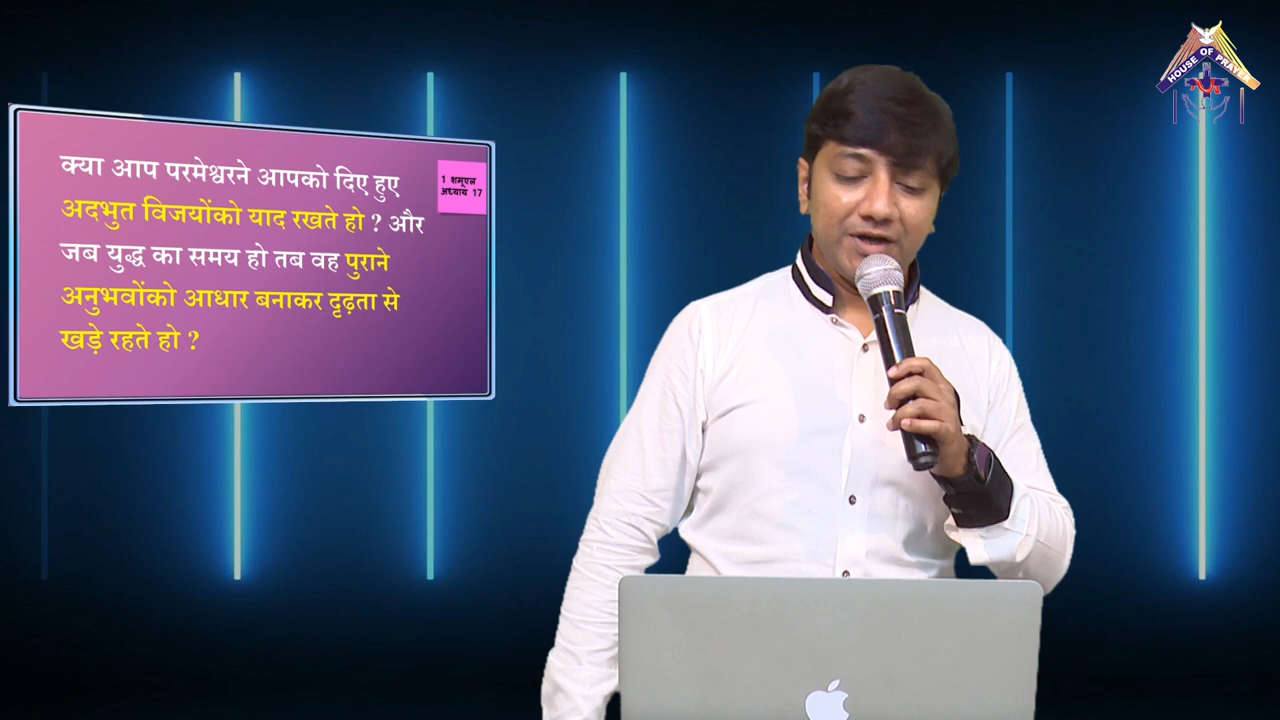 क्या आप परमेश्वरने आपको दिए हुए
अदभुत विजयोंको याद रखते हो ? और
जब युद्ध का समय हो तब वह पुराने
अनुभवोंको आधार बनाकर दृढ़ता से
खड़े रहते हो ?
1 शमूएल
अध्याय 17
HOUSE OF PRAYER